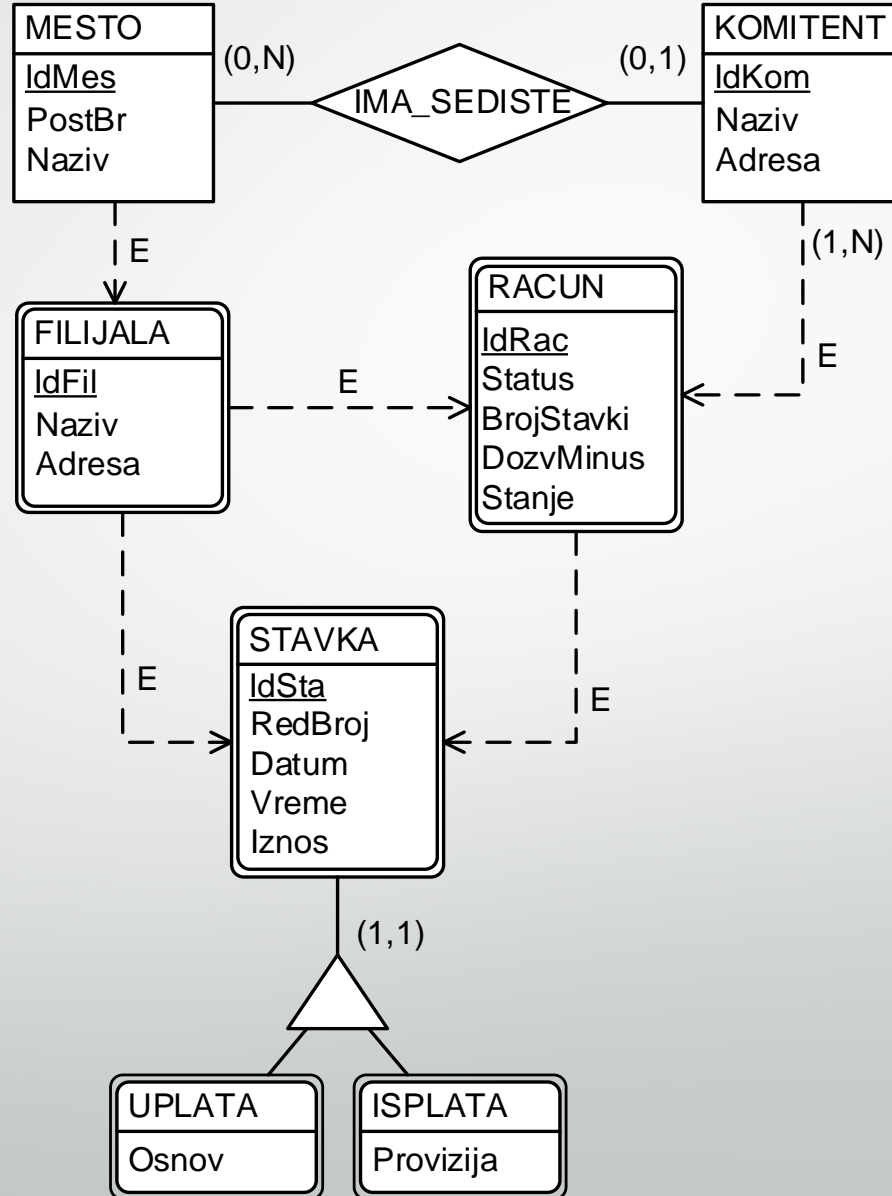 MESTO
IdMes
PostBr
Naziv
(0,N)
IMA_SEDISTE
(0,1)
KOMITENT
IdKom
Naziv
Adresa
E
(1,N)
E
FILIJALA
IdFil
Naziv
Adresa
E
RACUN
IdRac
Status
BrojStavki
DozvMinus
Stanje
E
STAVKA
IdSta
RedBroj
Datum
Vreme
Iznos
E
(1,1)
UPLATA
Osnov
ISPLATA
Provizija